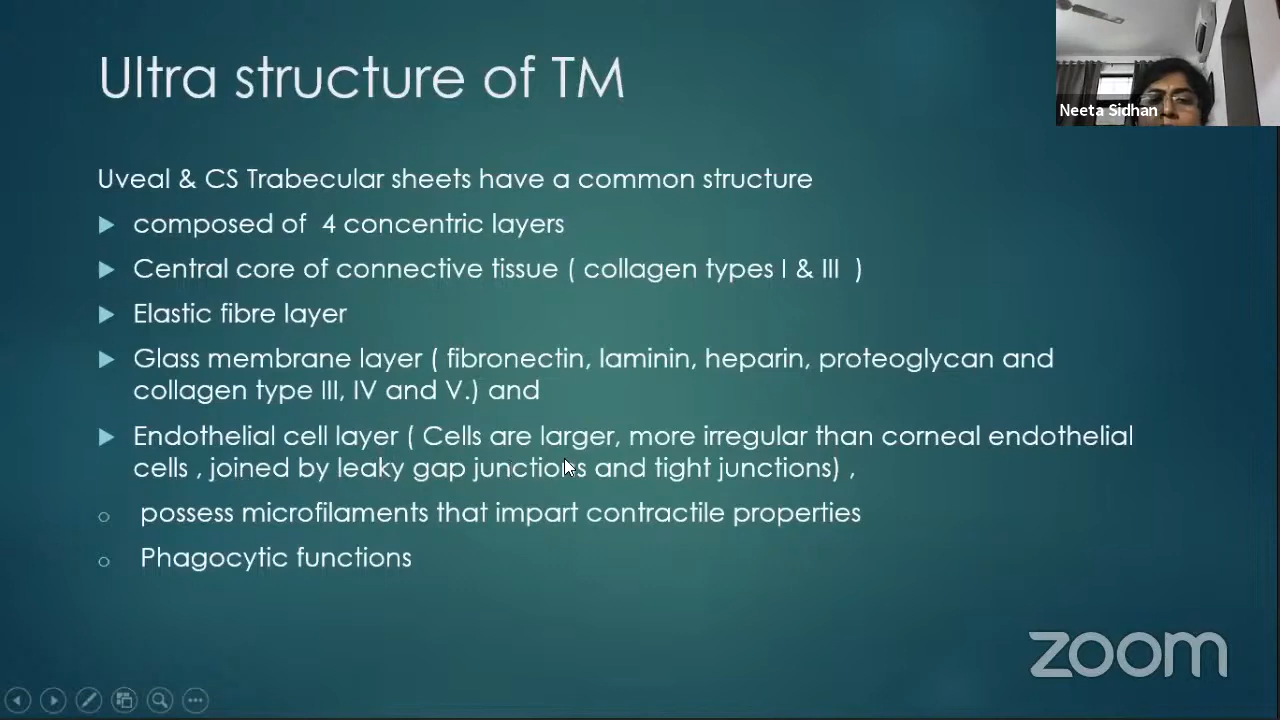 Ultra structure of TM
Neeta Sidhan
Uveal & CS Trabecular sheets have a common structure
composed of 4 concentric layers
Central core of connective tissue ( collagen types I & III )
Elastic fibre layer
Glass membrane layer ( fibronectin, laminin, heparin, proteoglycan and
collagen type III, IV and V.) and
Endothelial cell layer ( Cells are larger, more irregular than corneal endothelial
cells , joined by leaky gap junctions and tight junctions) ,
possess microfilaments that impart contractile properties
Phagocytic functions
zoom